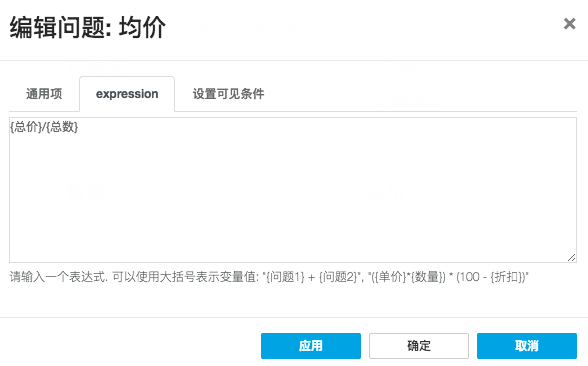 编辑问题: 均价
×
通用项 expression 设置可见条件
{总价}/{总数}
请输入一个表达式. 可以使用大括号表示变量值: "{问题1} + {问题2}", "({单价}*{数量}) * (100 - {折扣})"
应用 确定 取消